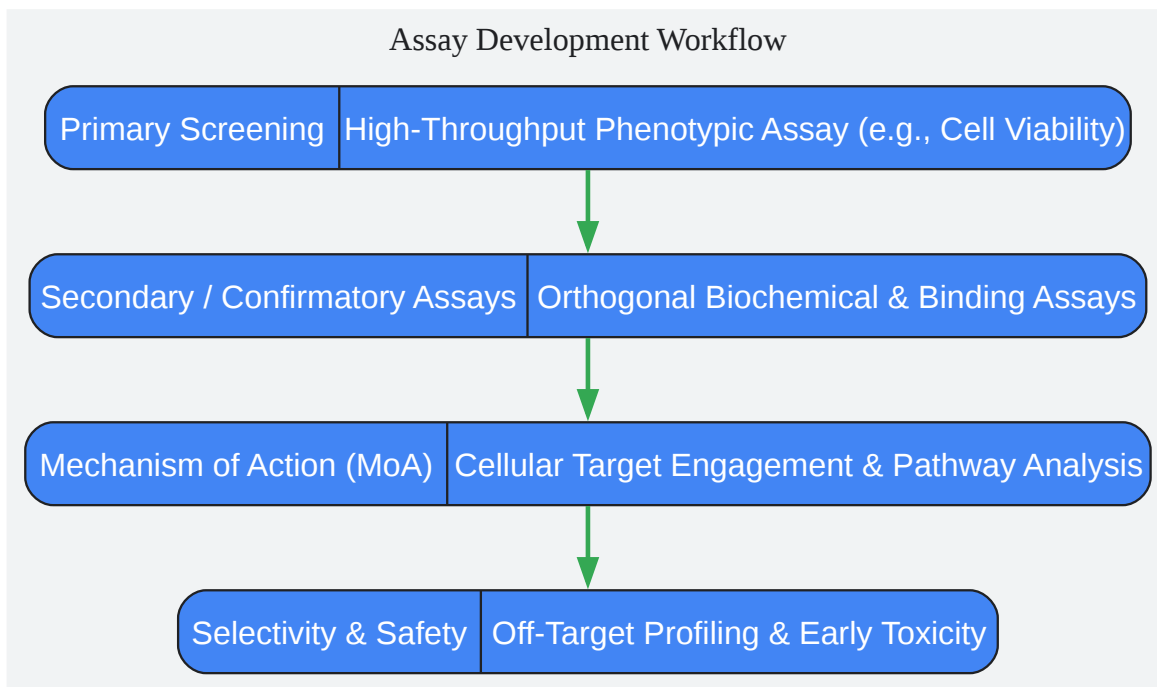 Assay Development Workflow
Primary Screening
High-Throughput Phenotypic Assay (e.g., Cell Viability)
Secondary / Confirmatory Assays
Orthogonal Biochemical & Binding Assays
Mechanism of Action (MoA)
Cellular Target Engagement & Pathway Analysis
Selectivity & Safety
Off-Target Profiling & Early Toxicity